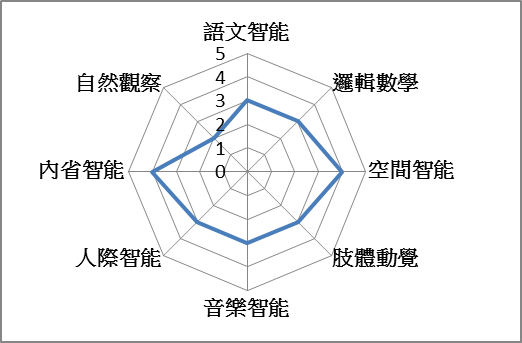 語文智能
5
自然觀察
4
邏輯數學
3
2
1
內省智能
0
空間智能
人際智能
肢體動覺
音樂智能